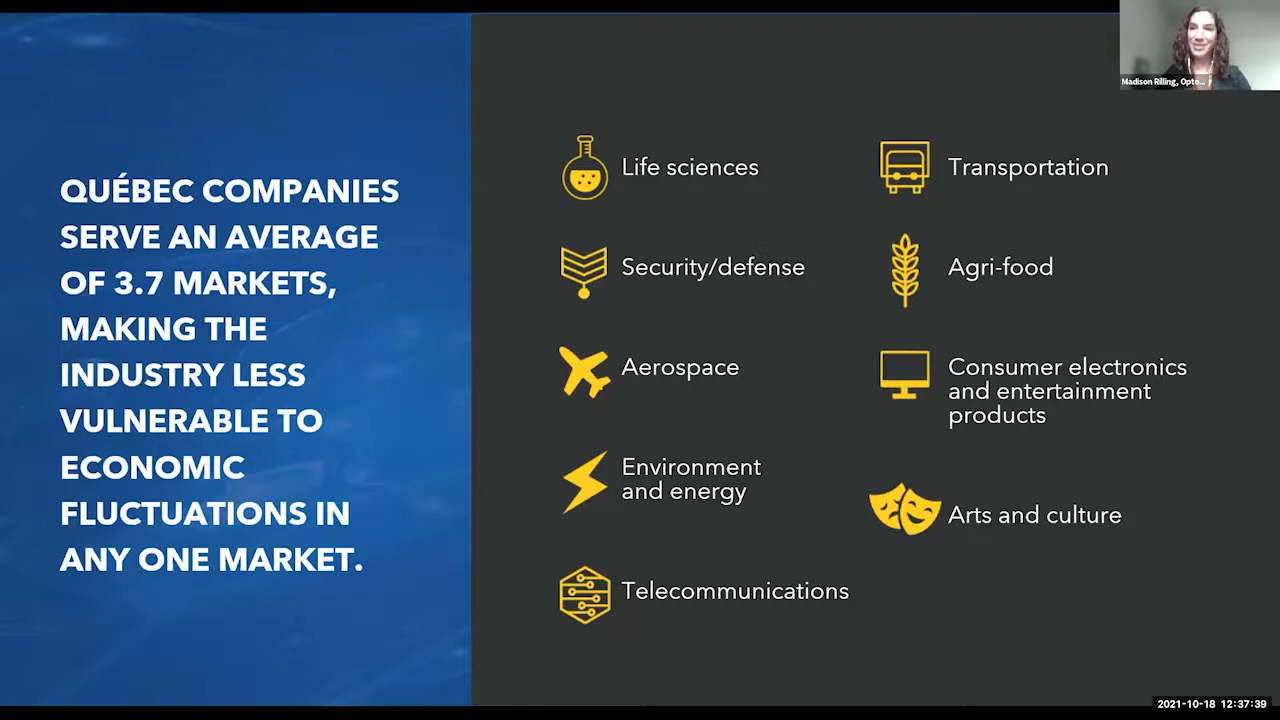 QUÉBEC COMPANIES
SERVE AN AVERAGE
OF 3.7 MARKETS,
MAKING THE
INDUSTRY LESS
VULNERABLE TO
ECONOMIC
FLUCTUATIONS IN
ANY ONE MARKET.
Life sciences
Security/defense
Aerospace
Environment
and energy
Telecommunications
Transportation
Agri-food
Consumer electronics
and entertainment
products
Arts and culture
Madison Rilling, Opto...
2021-10-18 12:37:39